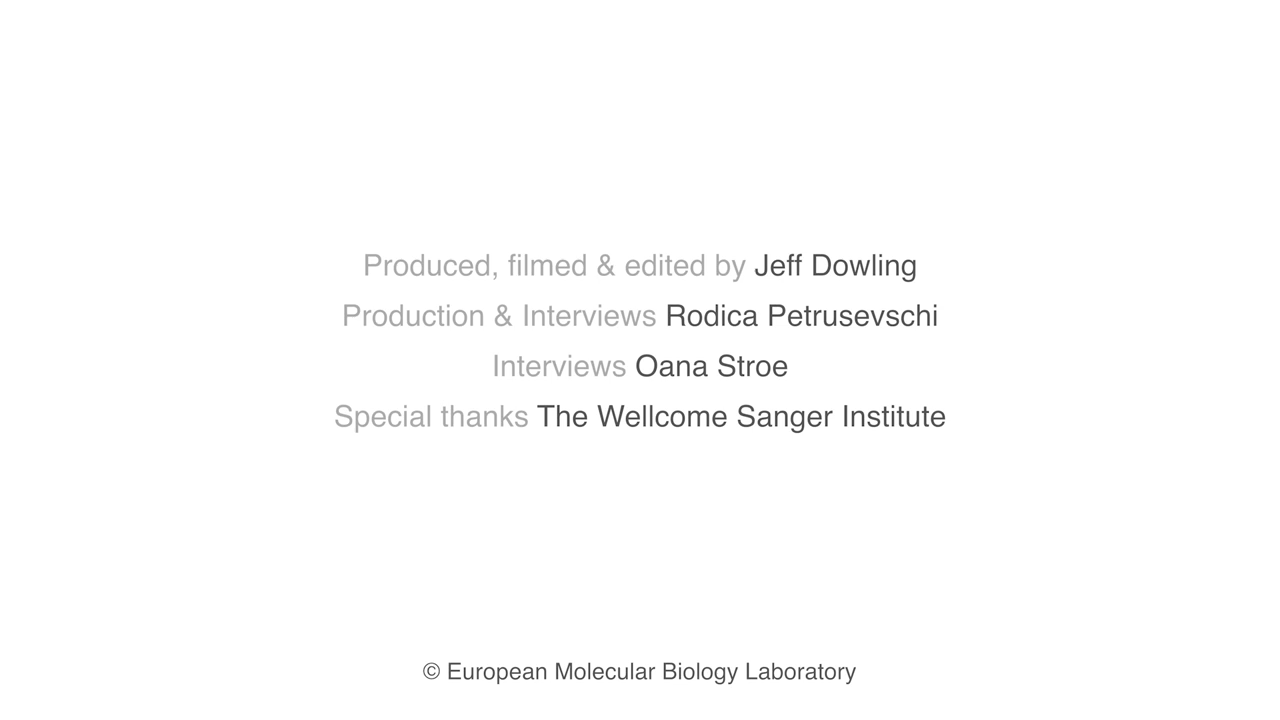 Produced, filmed & edited by Jeff Dowling
Production & Interviews Rodica Petrusevschi
Interviews Oana Stroe
Special thanks The Wellcome Sanger Institute
© European Molecular Biology Laboratory